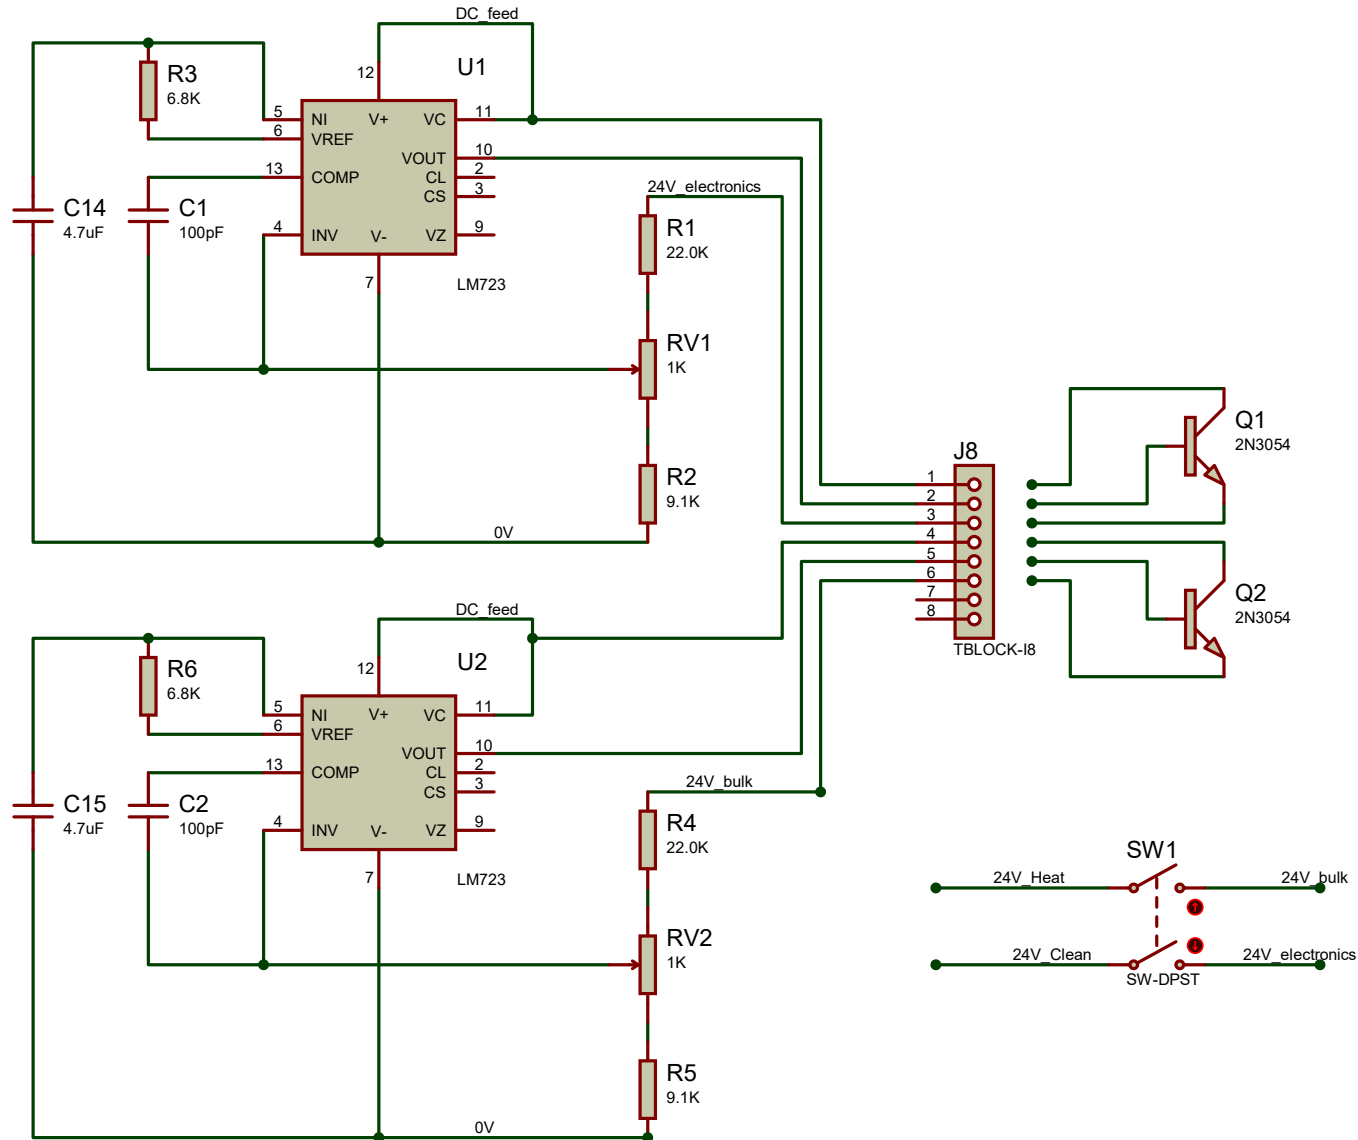 DC_feed
U1
12
R3
6.8K
5
NI
V+
VC
11
6
VREF
VOUT
10
13
COMP
CL
2
CS
3
24V_electronics
C14
4.7uF
C1
100pF
4
INV
V-
VZ
9
R1
22.0K
7
LM723
RV1
1K
R2
9.1K
0V
J8
1
2
3
4
5
6
7
8
TBLOCK-I8
Q1
2N3054
Q2
2N3054
DC_feed
U2
12
R6
6.8K
5
NI
V+
VC
11
6
VREF
VOUT
10
13
COMP
CL
2
CS
3
24V_bulk
C15
4.7uF
C2
100pF
4
INV
V-
VZ
9
R4
22.0K
7
LM723
RV2
1K
R5
9.1K
0V
SW1
24V_Heat
24V_bulk
24V_Clean
24V_electronics
SW-DPST